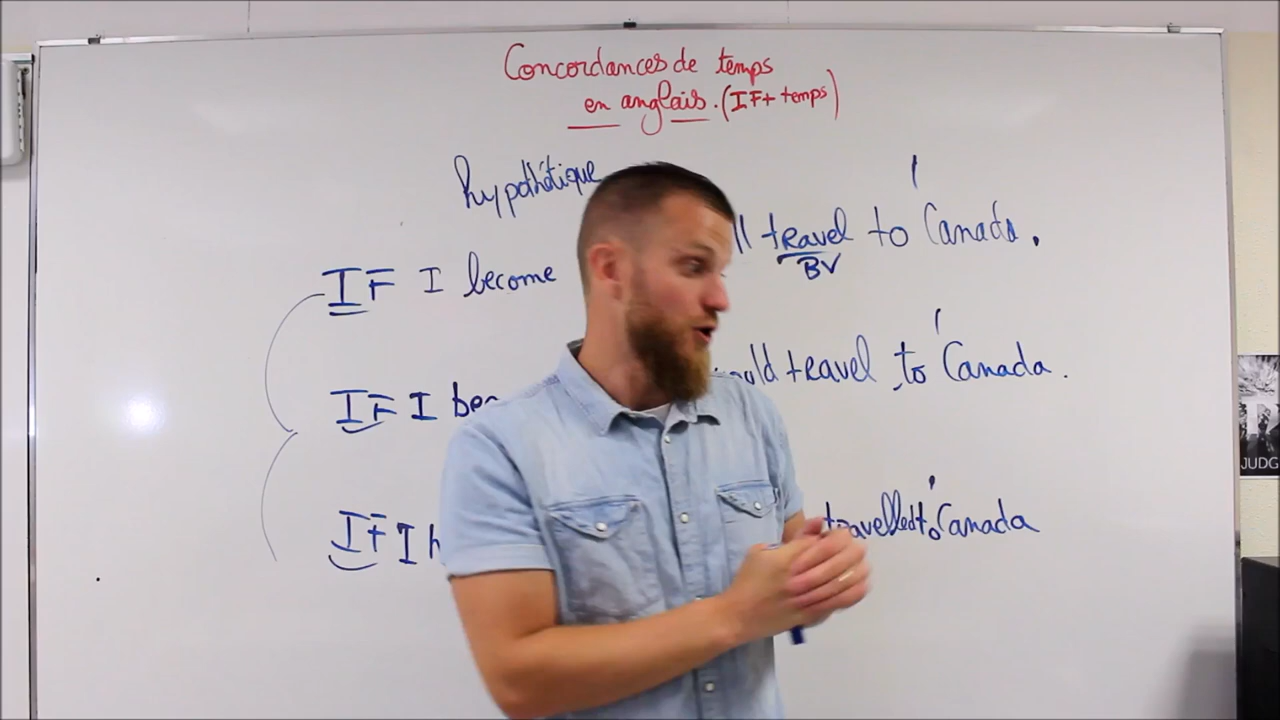 Concordances de temps
en anglais. (IF + temps)
hypothétique
IF I become ll travel to Canada.
BV
IF I bec ould travel to Canada.
IF I h travelled to Canada
JUDG